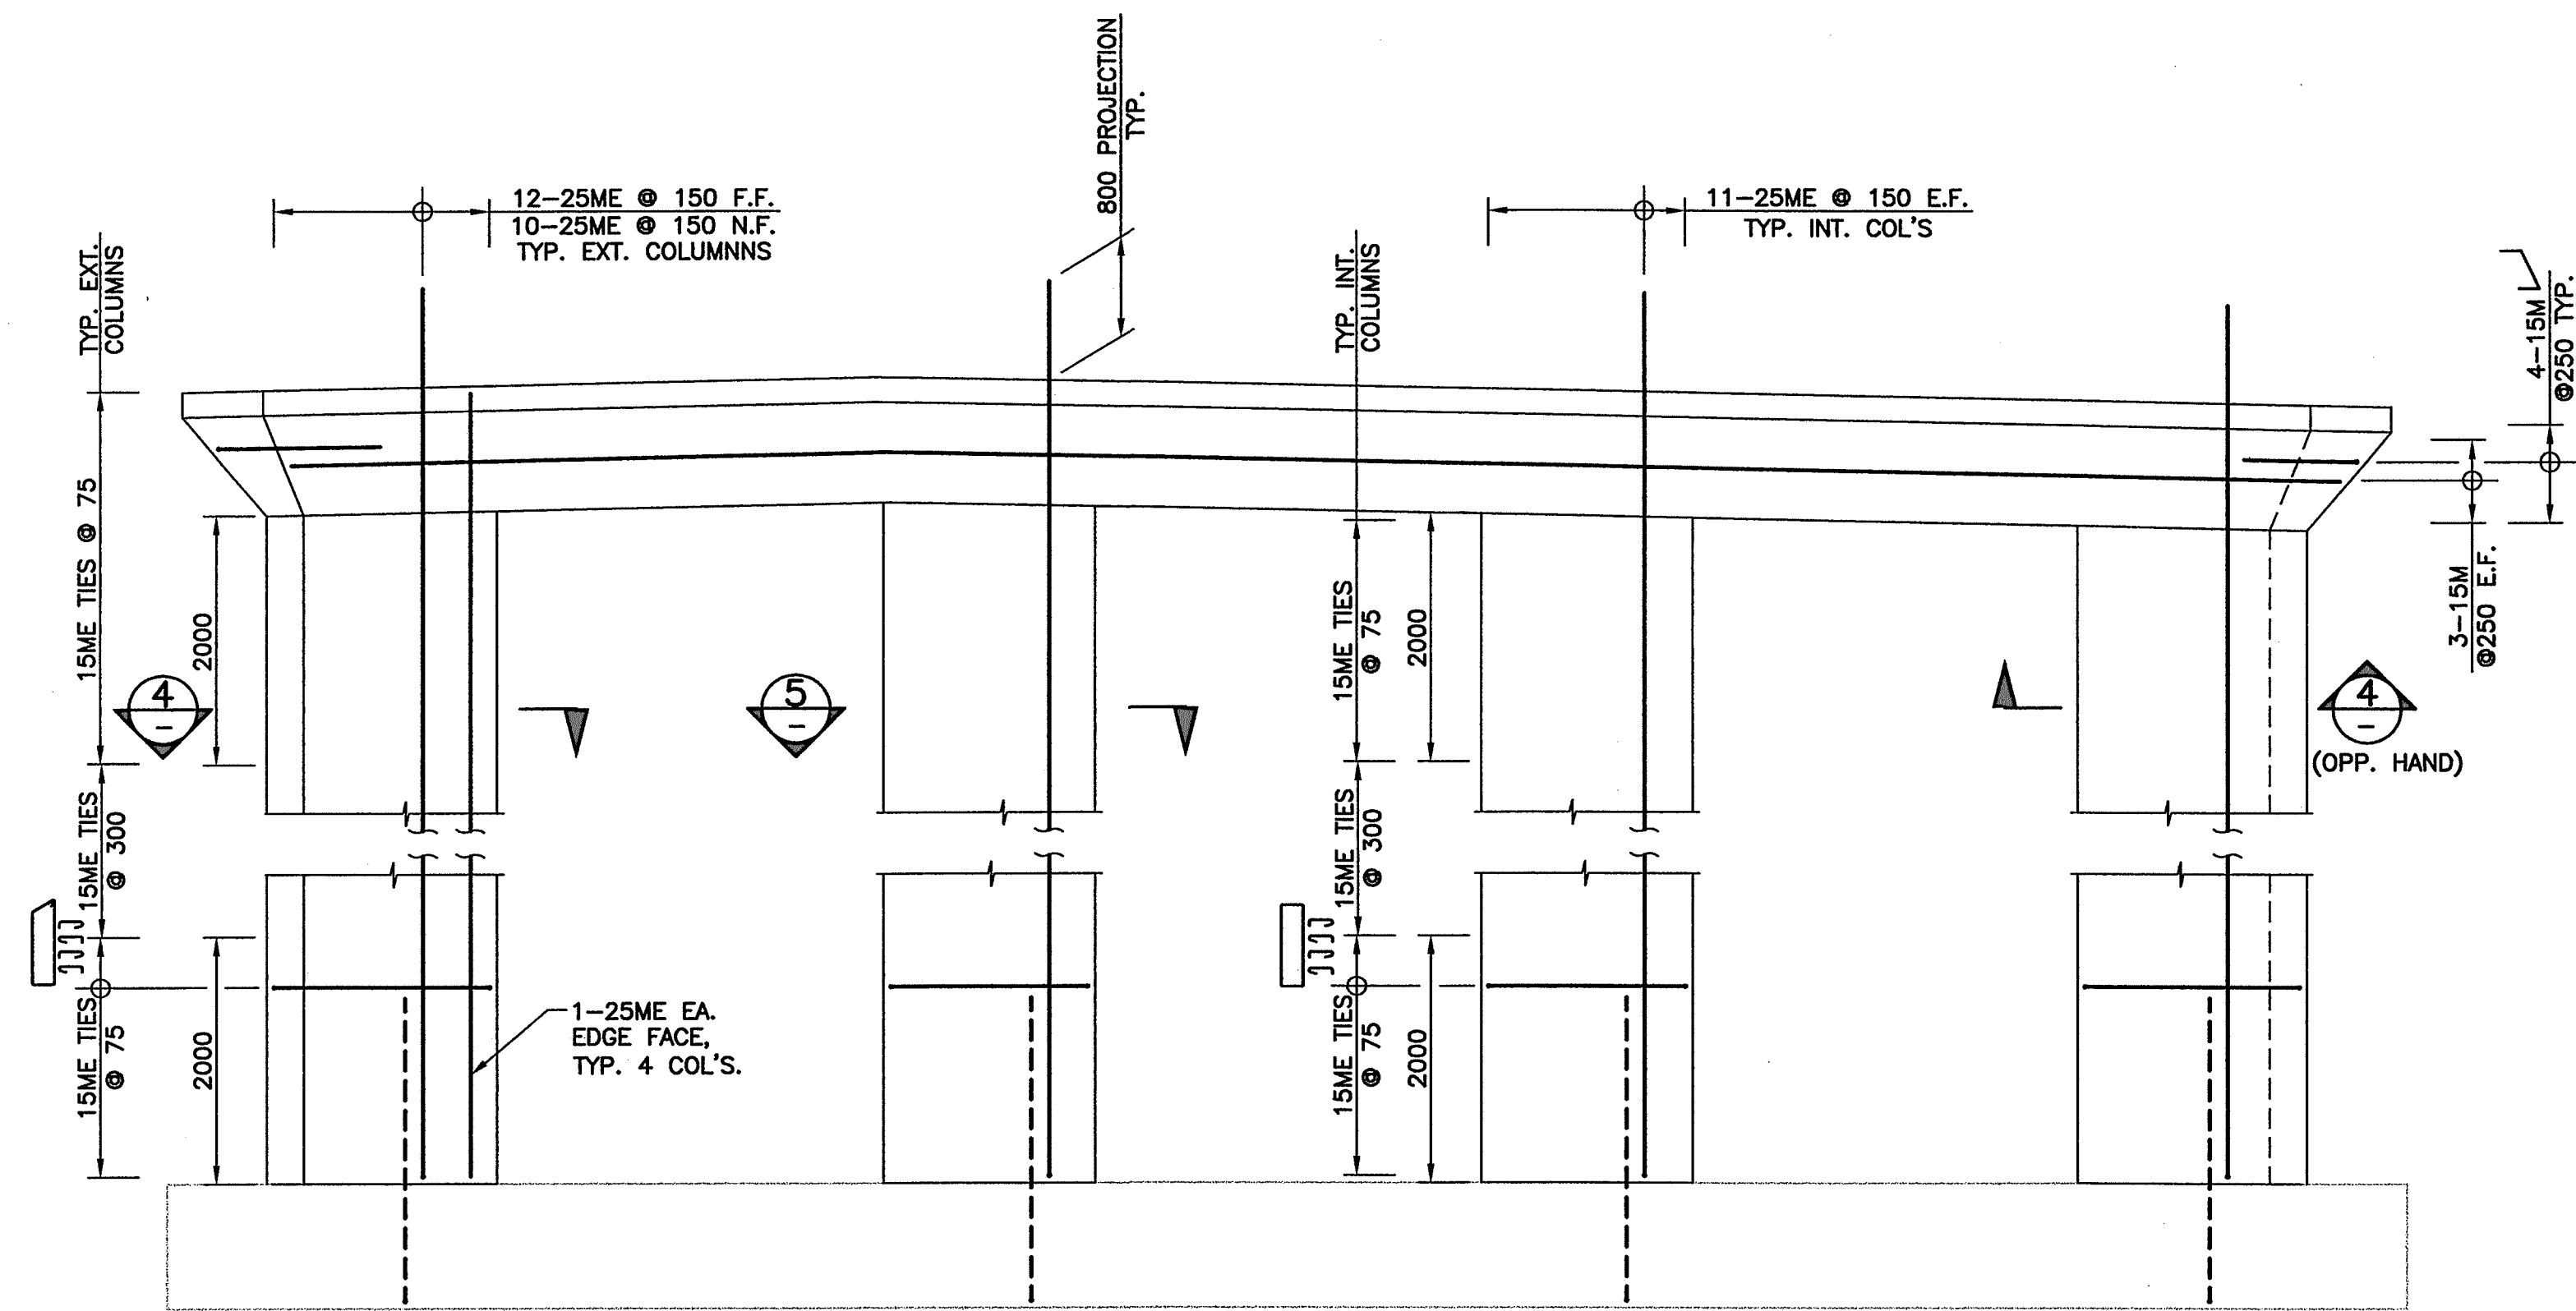 800 PROJECTION
TYP.
12-25ME @ 150 F.F.
10-25ME @ 150 N.F.
TYP. EXT. COLUMNNS
11-25ME @ 150 E.F.
TYP. INT. COL'S
TYP. EXT.
COLUMNS
TYP. INT.
COLUMNS
4-15M
@250 TYP.
3-15M
@250 E.F.
15ME TIES @ 75
2000
15ME TIES
@ 75
2000
4
-
5
-
4
-
(OPP. HAND)
15ME TIES
@ 300
15ME TIES
@ 300
15ME TIES
@ 75
2000
1-25ME EA.
EDGE FACE,
TYP. 4 COL'S.
15ME TIES
@ 75
2000